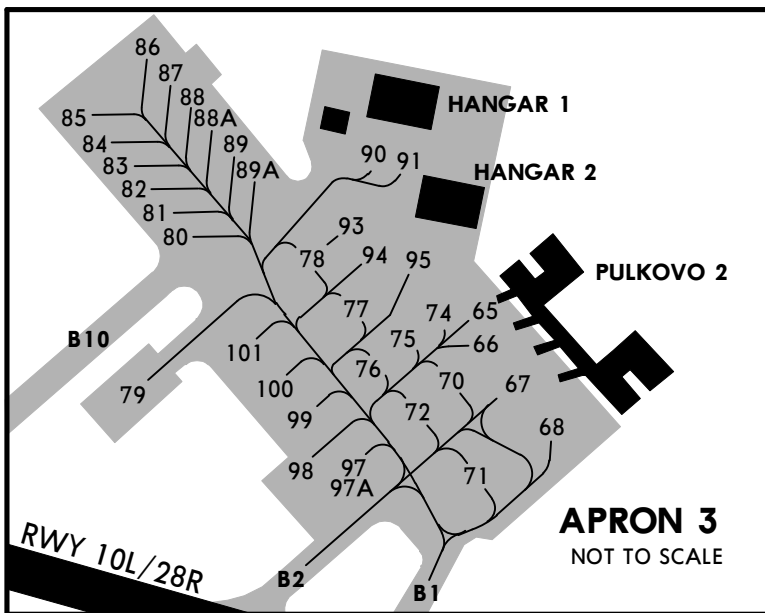 86
87
88
88A
89
89A
85
84
83
82
81
80
90
91
93
78
94
95
77
HANGAR 1
HANGAR 2
PULKOVO 2
74
65
75
66
76
70
67
72
68
71
B10
79
101
100
99
98
97
97A
B2
B1
RWY 10L/28R
APRON 3
NOT TO SCALE